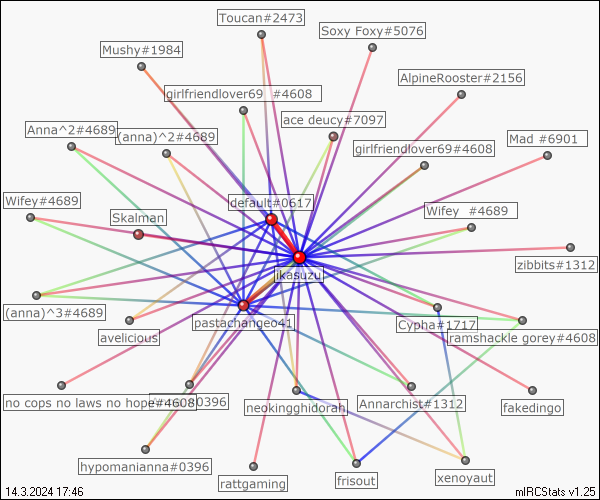 Toucan#2473
Soxy Foxy#5076
Mushy#1984
AlpineRooster#2156
girlfriendlover69 #4608
ace deucy#7097
Anna^2#4689
(anna)^2#4689
Mad #6901
girlfriendlover69#4608
Wifey#4689
default#0617
Skalman
Wifey #4689
zibbits#1312
jkasuzu
(anna)^3#4689
pastachangeo41
Cypha#1717
avelicious
ramshackle gorey#4608
no cops no laws no hope#4608
0396
neokingghidorah
Annarchist#1312
fakedingo
hypomanianna#0396
rattgaming
frisout
xenoyaut
14.3.2024 17:46
mIRCStats v1.25